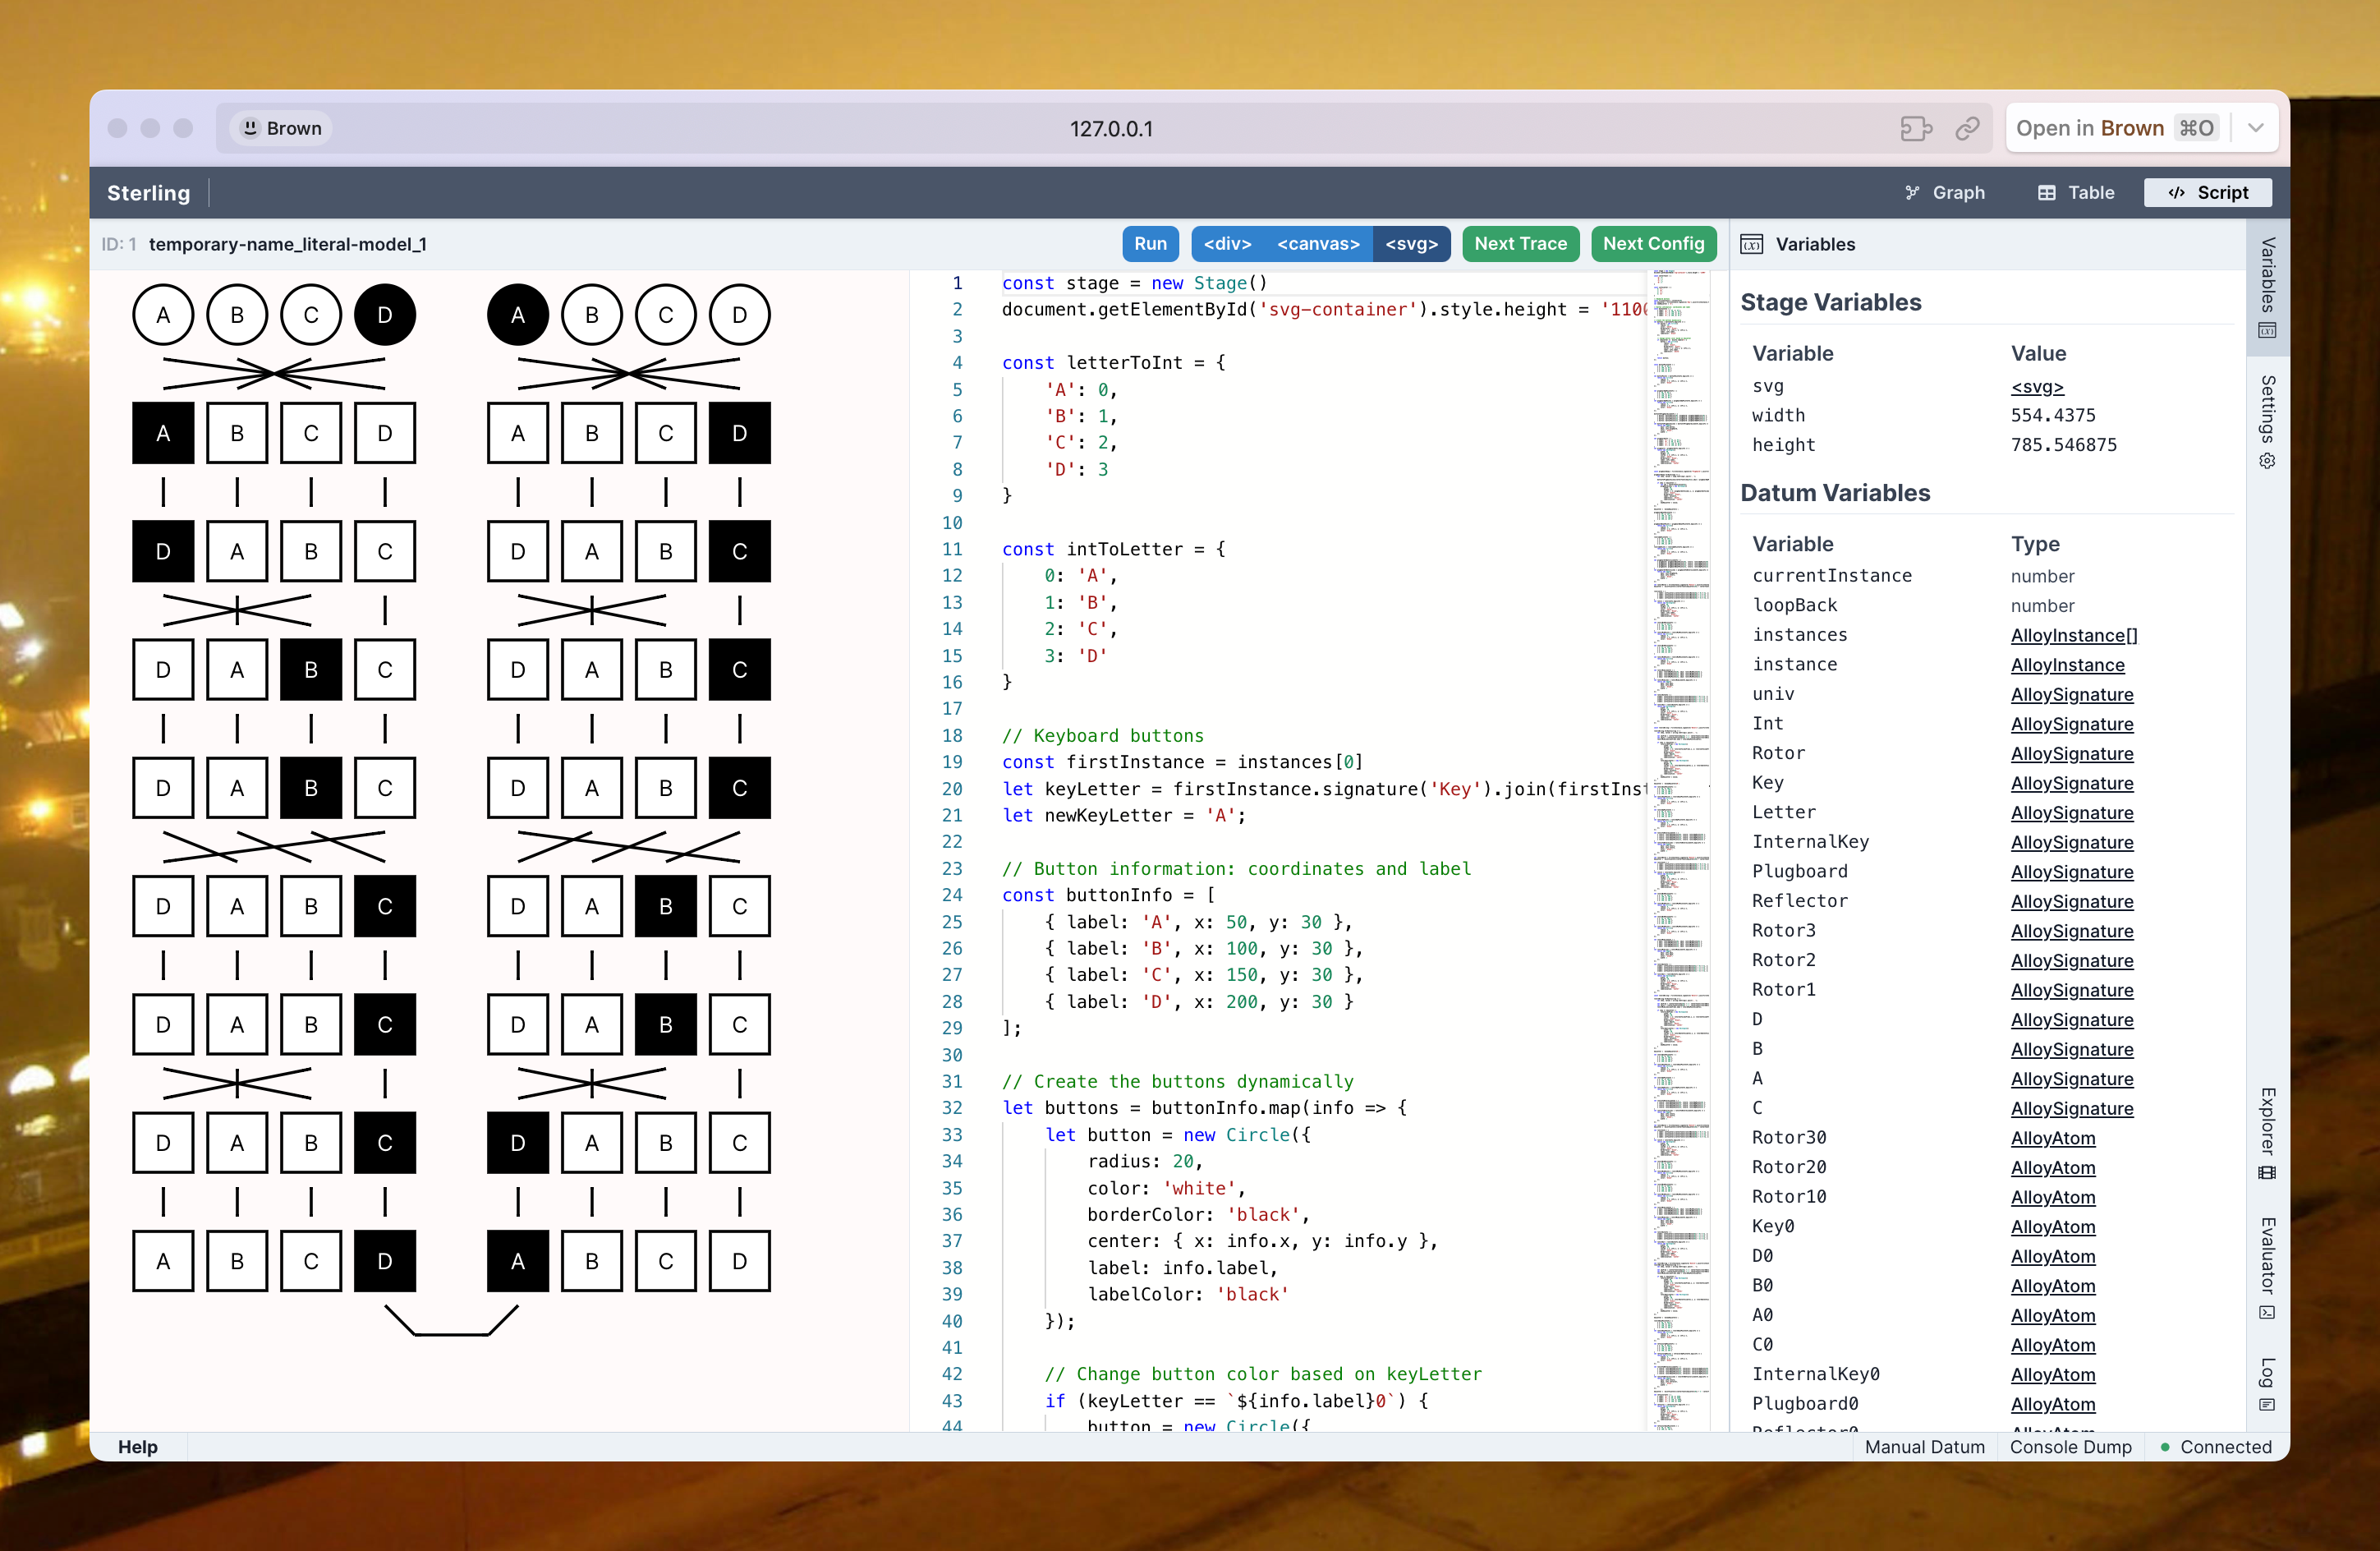 Brown
127.0.0.1
Open in Brown ⌘O
Sterling
Graph
Table
Script
ID: 1 temporary-name_literal-model_1
Run
<div>
<canvas>
<svg>
Next Trace
Next Config
A B C D A B C D
A B C D A B C D
D A B C D A B C
D A B C D A B C
D A B C D A B C
D A B C D A B C
D A B C D A B C
D A B C D A B C
A B C D A B C D
1 const stage = new Stage()
2 document.getElementById('svg-container').style.height = '110
3
4 const letterToInt = {
5 'A': 0,
6 'B': 1,
7 'C': 2,
8 'D': 3
9 }
10
11 const intToLetter = {
12 0: 'A',
13 1: 'B',
14 2: 'C',
15 3: 'D'
16 }
17
18 // Keyboard buttons
19 const firstInstance = instances[0]
20 let keyLetter = firstInstance.signature('Key').join(firstInst
21 let newKeyLetter = 'A';
22
23 // Button information: coordinates and label
24 const buttonInfo = [
25 { label: 'A', x: 50, y: 30 },
26 { label: 'B', x: 100, y: 30 },
27 { label: 'C', x: 150, y: 30 },
28 { label: 'D', x: 200, y: 30 }
29 ];
30
31 // Create the buttons dynamically
32 let buttons = buttonInfo.map(info => {
33 let button = new Circle({
34 radius: 20,
35 color: 'white',
36 borderColor: 'black',
37 center: { x: info.x, y: info.y },
38 label: info.label,
39 labelColor: 'black'
40 });
41
42 // Change button color based on keyLetter
43 if (keyLetter == `${info.label}0`) {
44 button = new Circle({
Variables
Stage Variables
Variable Value
svg <svg>
width 554.4375
height 785.546875
Datum Variables
Variable Type
currentInstance number
loopBack number
instances AlloyInstance[]
instance AlloyInstance
univ AlloySignature
Int AlloySignature
Rotor AlloySignature
Key AlloySignature
Letter AlloySignature
InternalKey AlloySignature
Plugboard AlloySignature
Reflector AlloySignature
Rotor3 AlloySignature
Rotor2 AlloySignature
Rotor1 AlloySignature
D AlloySignature
B AlloySignature
A AlloySignature
C AlloySignature
Rotor30 AlloyAtom
Rotor20 AlloyAtom
Rotor10 AlloyAtom
Key0 AlloyAtom
D0 AlloyAtom
B0 AlloyAtom
A0 AlloyAtom
C0 AlloyAtom
InternalKey0 AlloyAtom
Plugboard0 AlloyAtom
Reflector0 AlloyAtom
Variables
Settings
Explorer
Evaluator
Log
Help
Manual Datum
Console Dump
Connected